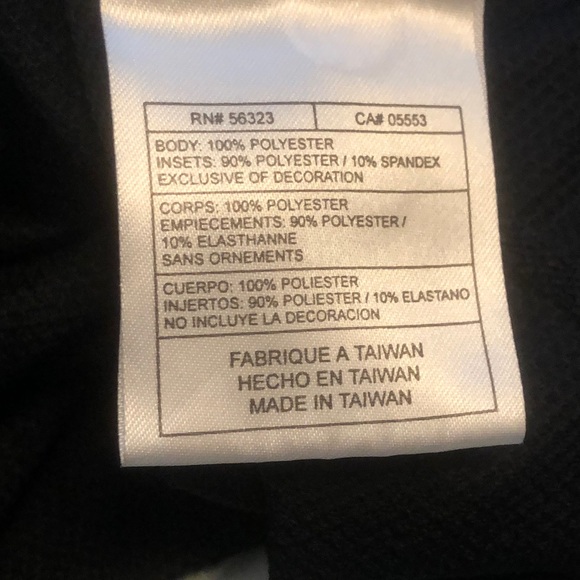 RN# 56323 CA# 05553
BODY: 100% POLYESTER
INSETS: 90% POLYESTER / 10% SPANDEX
EXCLUSIVE OF DECORATION
CORPS: 100% POLYESTER
EMPIECEMENTS: 90% POLYESTER /
10% ELASTHANNE
SANS ORNEMENTS
CUERPO: 100% POLIESTER
INJERTOS: 90% POLIESTER / 10% ELASTANO
NO INCLUYE LA DECORACION
FABRIQUE A TAIWAN
HECHO EN TAIWAN
MADE IN TAIWAN